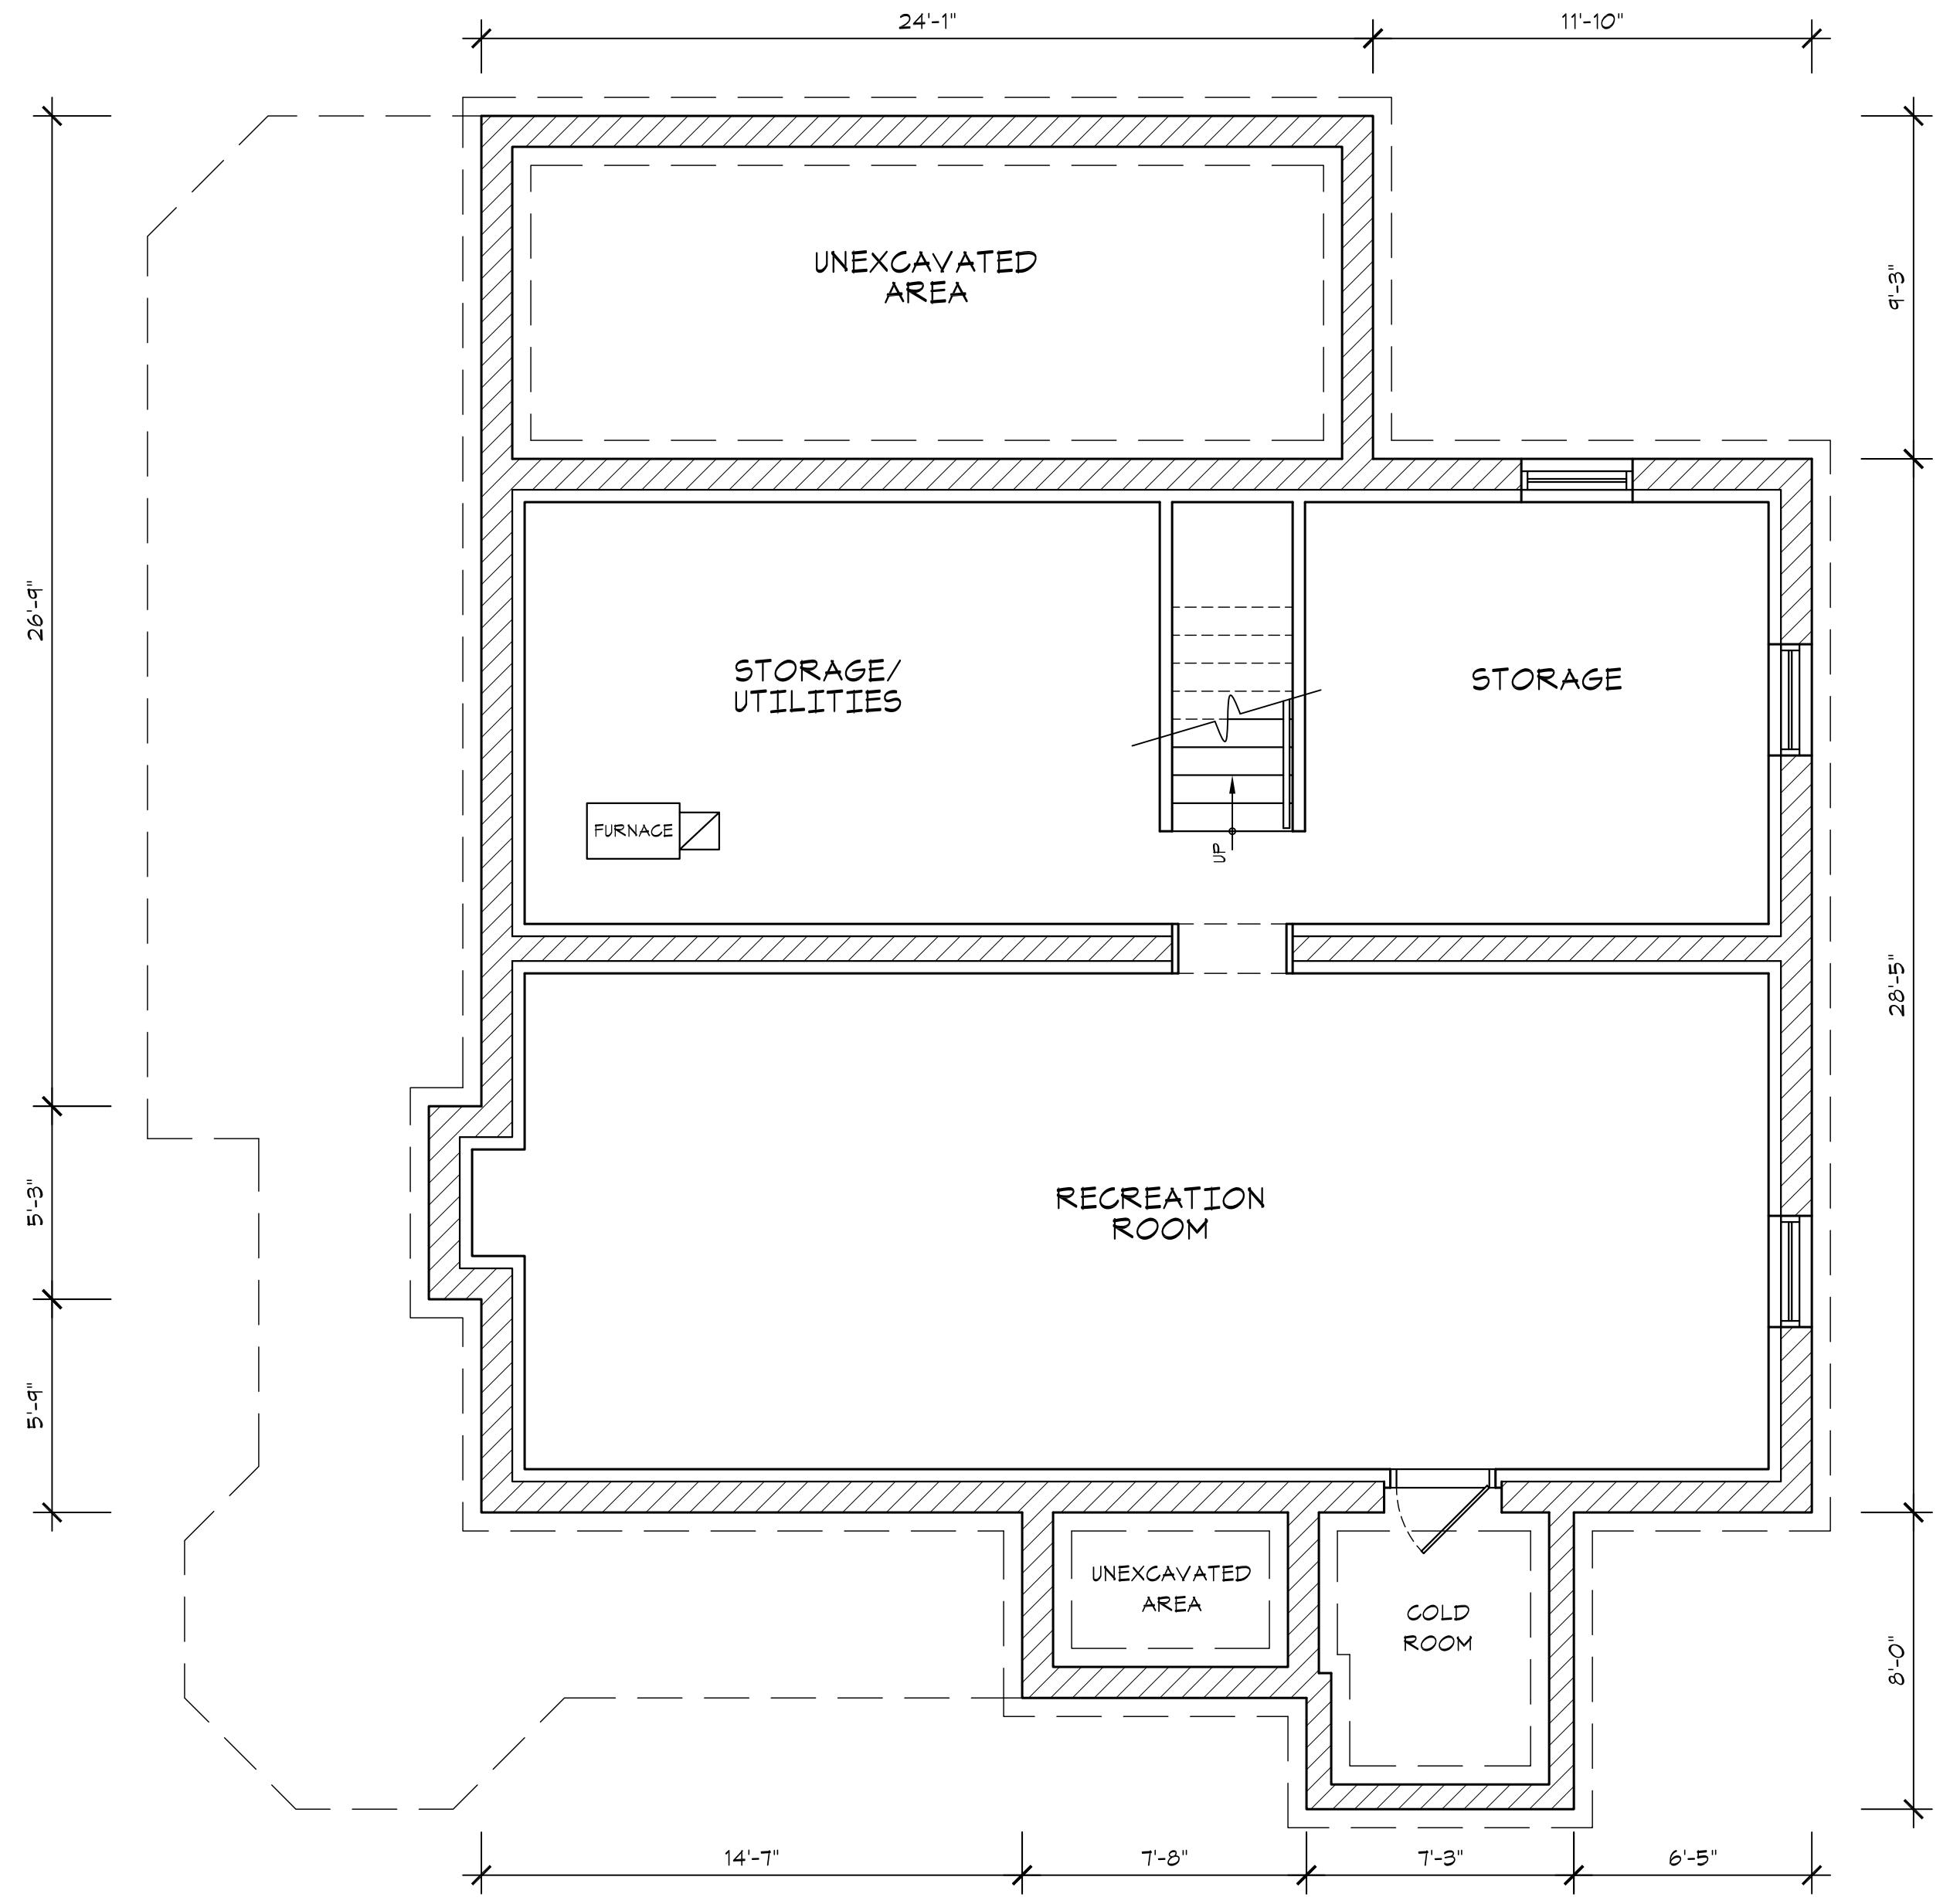 24'-1"
11'-10"
UNEXCAVATED
AREA
9'-3"
26'-9"
STORAGE/
UTILITIES
STORAGE
FURNACE
UP
28'-5"
5'-3"
RECREATION
ROOM
5'-9"
UNEXCAVATED
AREA
COLD
ROOM
8'-0"
14'-7"
7'-8"
7'-3"
6'-5"